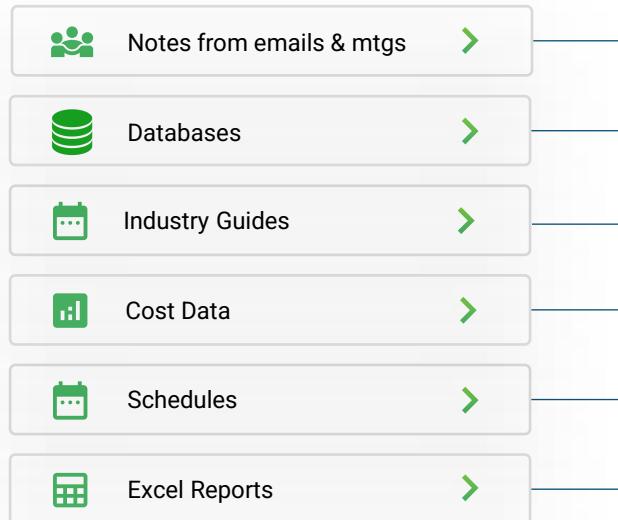 Notes from emails & mtgs
Databases
Industry Guides
Cost Data
Schedules
Excel Reports